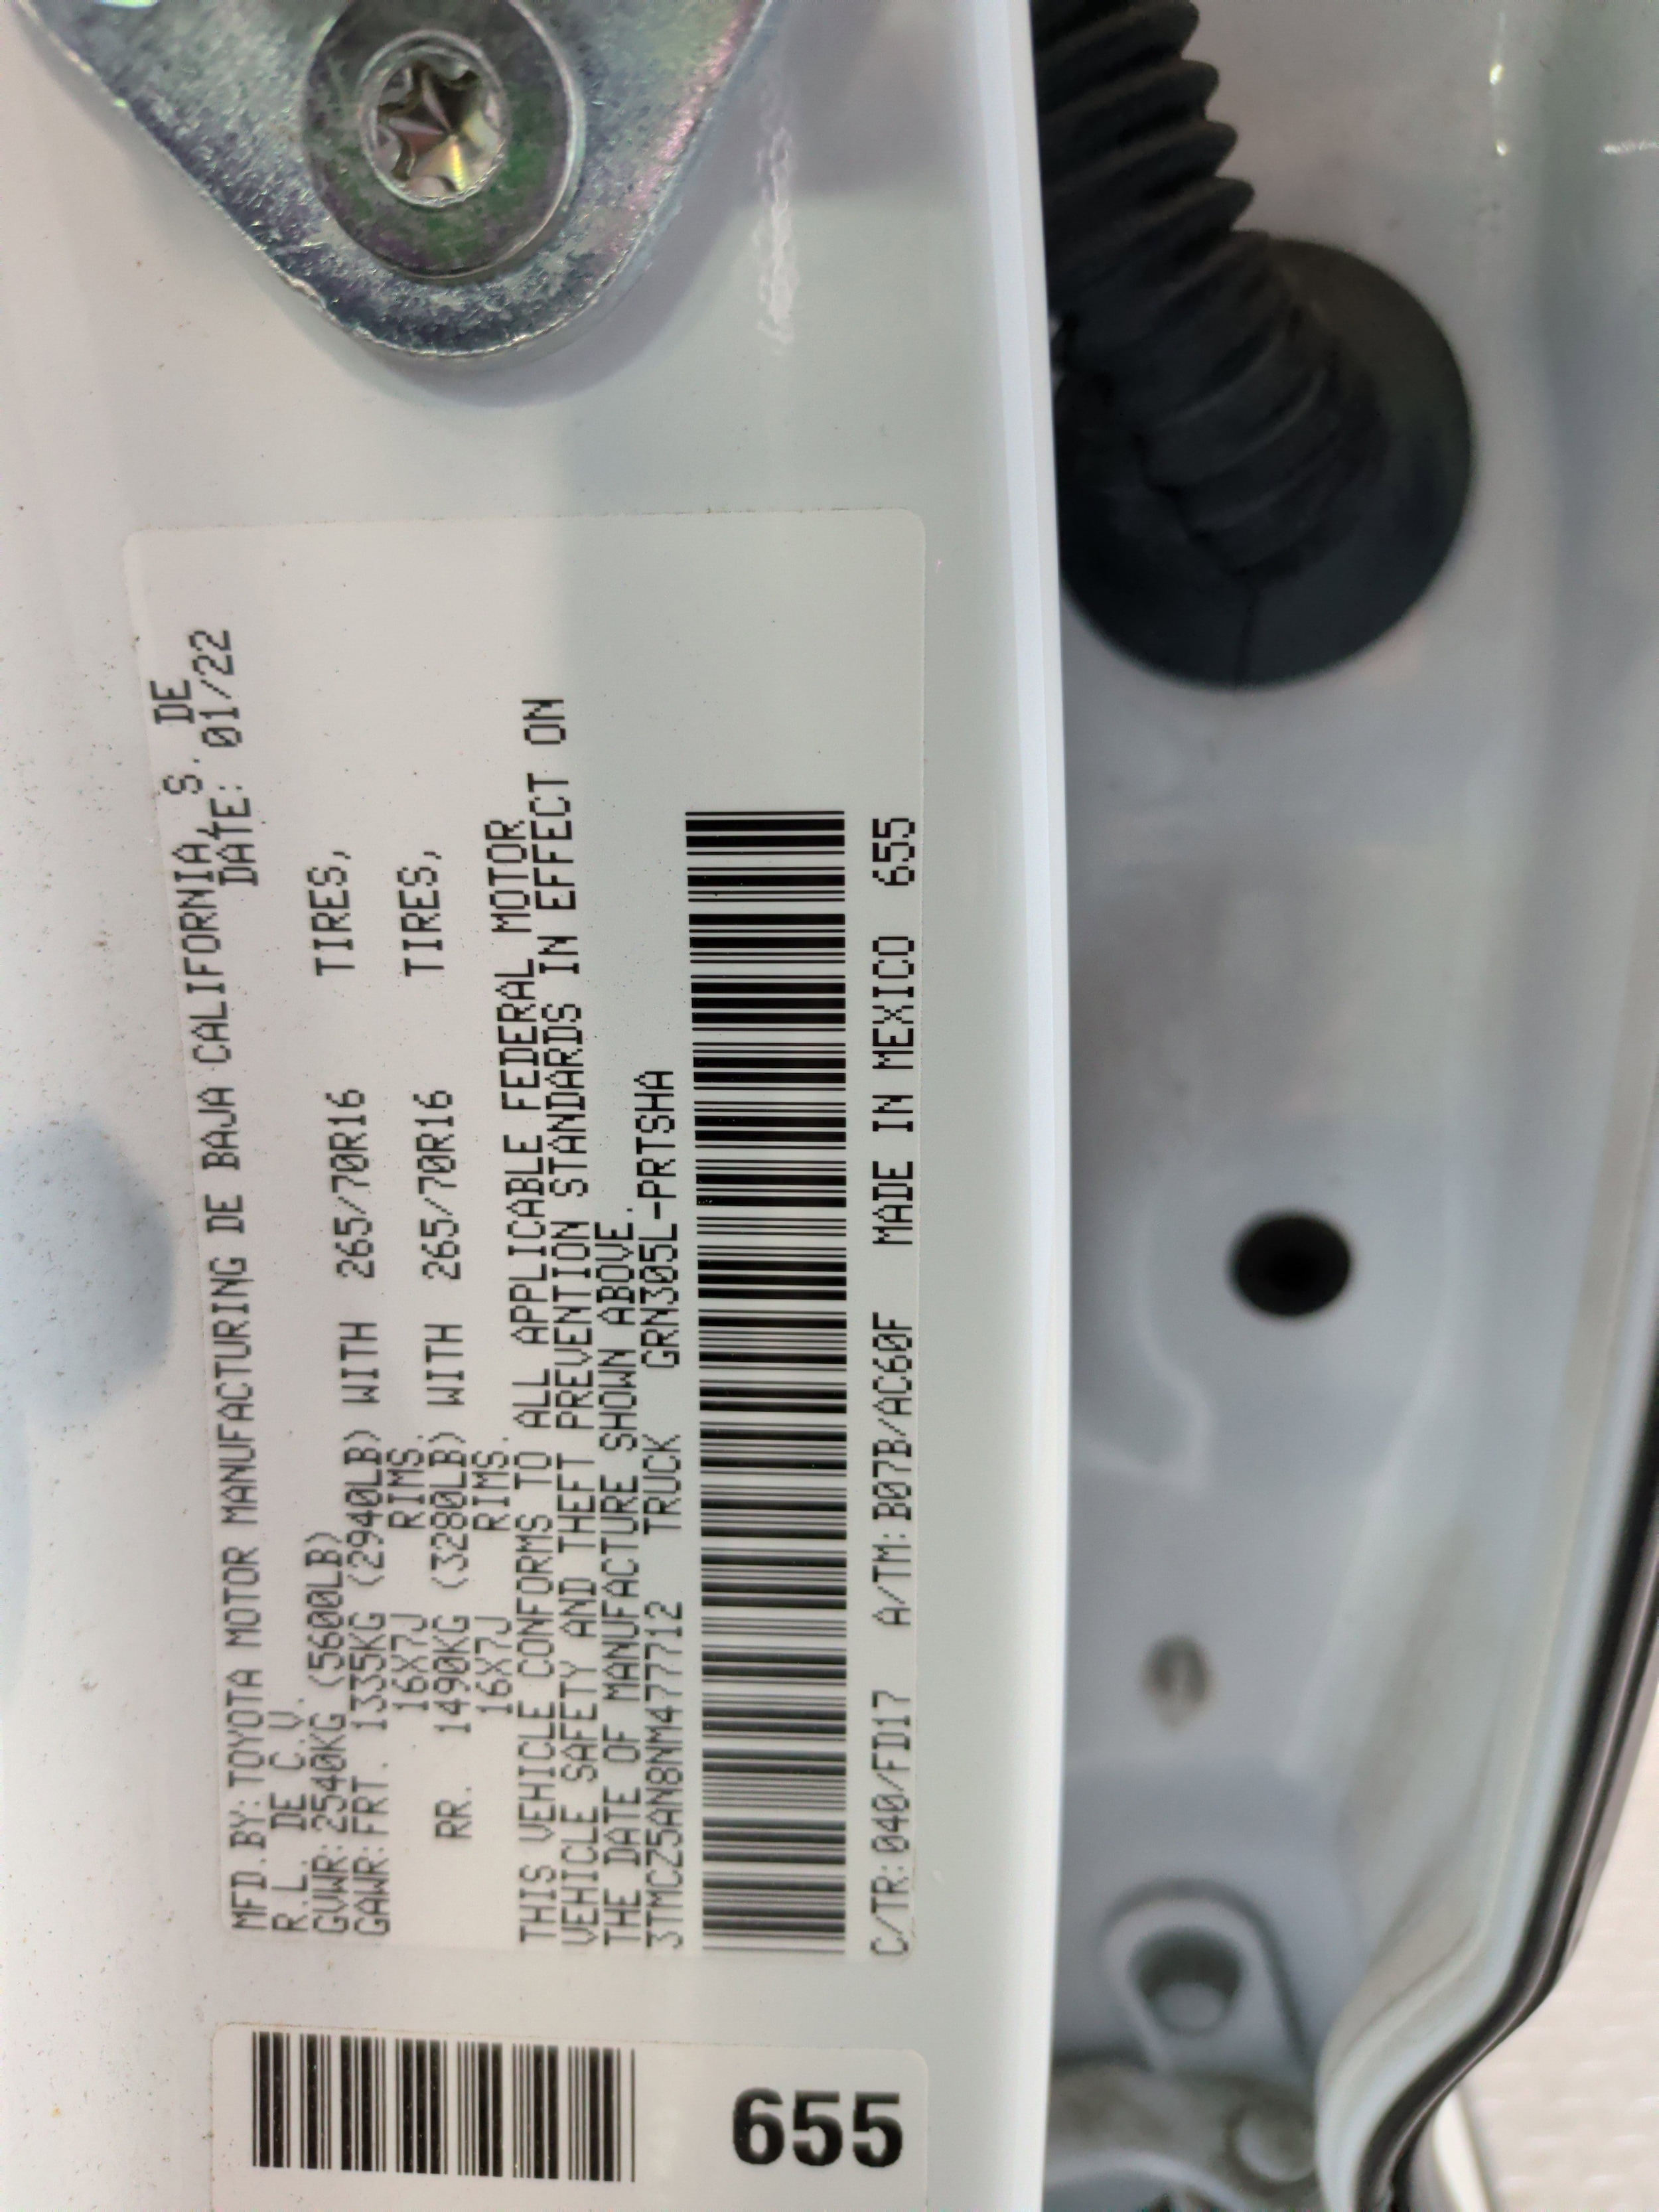 MFD.BY:TOYOTA MOTOR MANUFACTURING DE BAJA CALIFORNIA, S. DE
R.L. DE C.V. DATE: 01/22
GVWR:2540KG (5600LB)
GAWR:FRT. 1335KG (2940LB) WITH 265/70R16 TIRES,
16X7J RIMS.
RR. 1490KG (3280LB) WITH 265/70R16 TIRES,
16X7J RIMS.
THIS VEHICLE CONFORMS TO ALL APPLICABLE FEDERAL MOTOR
VEHICLE SAFETY AND THEFT PREVENTION STANDARDS IN EFFECT ON
THE DATE OF MANUFACTURE SHOWN ABOVE.
3TMCZ5AN8NM477712 TRUCK GRN305L-PRTSHA
C/TR:040/FD17 A/TM:B07B/AC60F MADE IN MEXICO 655
655